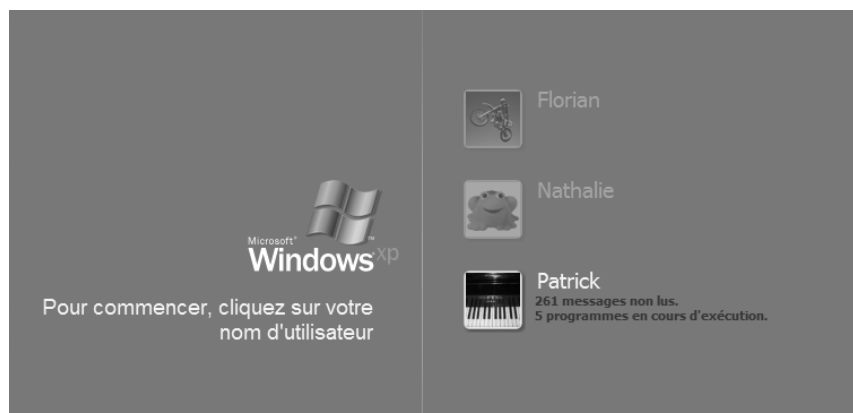 Microsoft®
Windows xp™
Pour commencer, cliquez sur votre
nom d'utilisateur
Florian
Nathalie
Patrick
261 messages non lus.
5 programmes en cours d'exécution.